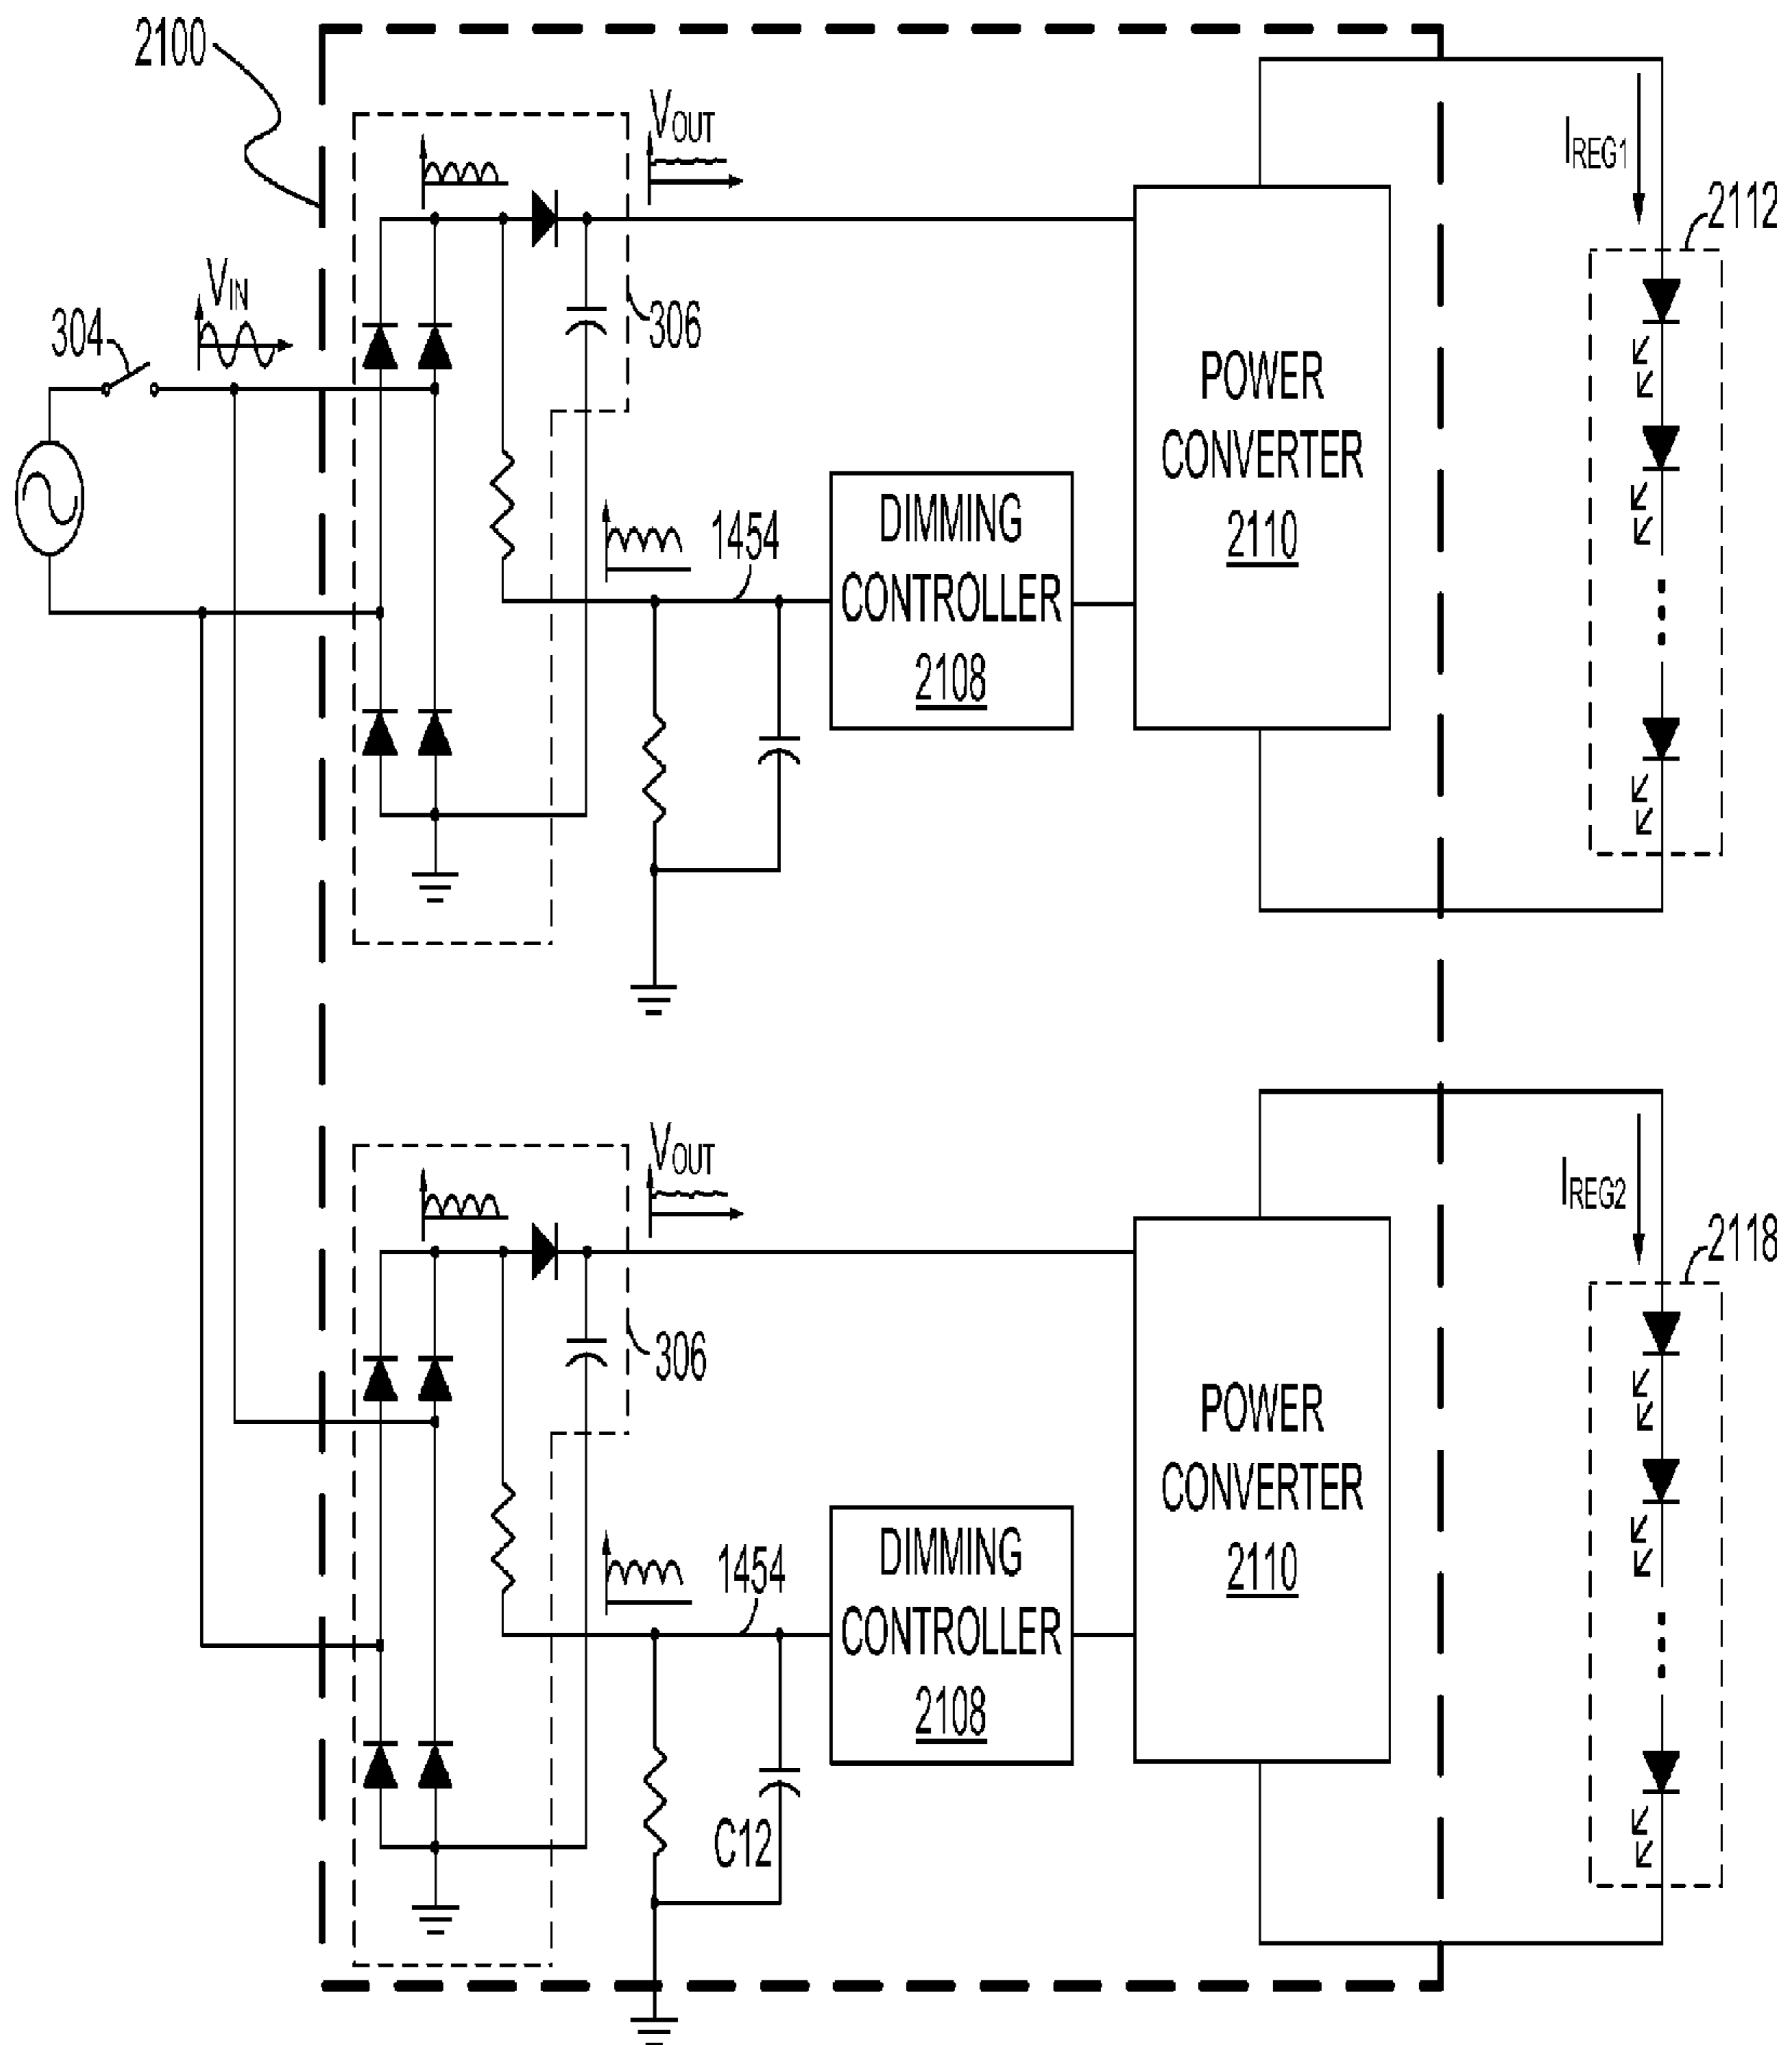 2100
VOUT
IREG1
2112
VIN
304
306
POWER
CONVERTER
2110
1454
DIMMING
CONTROLLER
2108
VOUT
IREG2
2118
306
POWER
CONVERTER
2110
1454
DIMMING
CONTROLLER
2108
C12